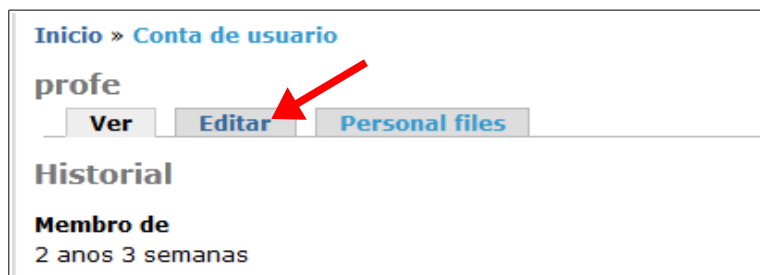 Inicio » Conta de usuario
profe
Ver Editar Personal files
Historial
Membro de
2 anos 3 semanas